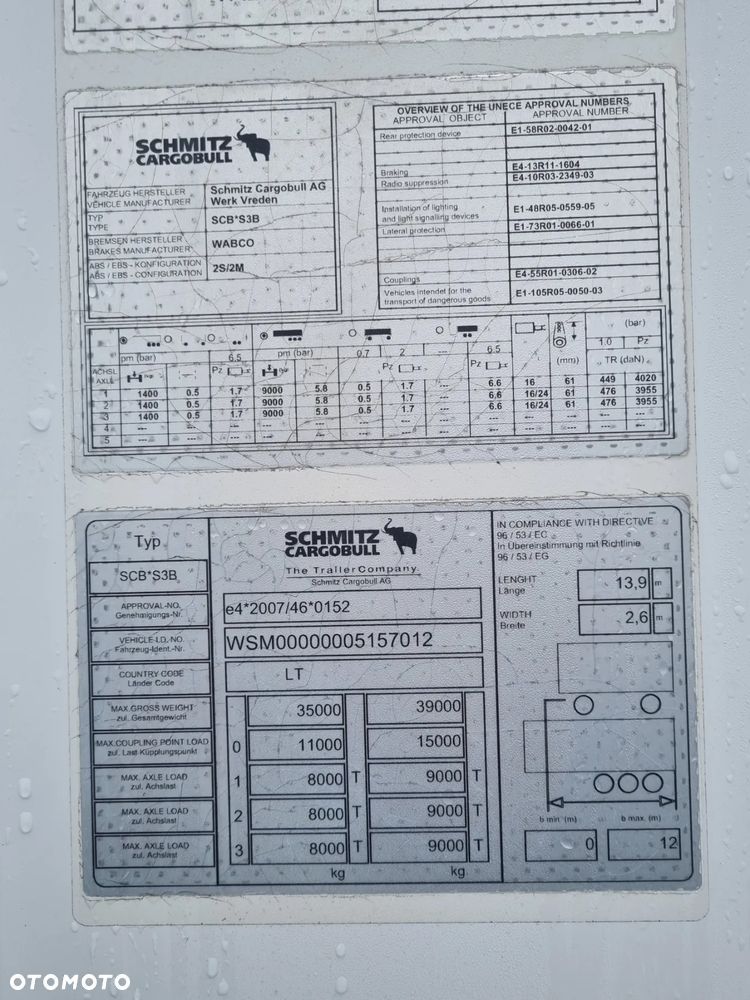 SCHMITZ
CARGOBULL
FAHRZEUG HERSTELLER
VEHICLE MANUFACTURER
Schmitz Cargobull AG
Werk Vreden
TYP
TYPE
SCB*S3B
BREMSEN HERSTELLER
BRAKES MANUFACTURER
WABCO
ABS / EBS - KONFIGURATION
ABS / EBS - CONFIGURATION
2S/2M
OVERVIEW OF THE UNECE APPROVAL NUMBERS
APPROVAL OBJECT APPROVAL NUMBER
Rear protection device E1-58R02-0042-01
Braking E4-13R11-1604
Radio suppression E4-10R03-2349-03
Installation of lighting
and light signalling devices E1-48R05-0559-05
Lateral protection E1-73R01-0066-01
Couplings E4-55R01-0306-02
Vehicles intendet for the
transport of dangerous goods E1-105R05-0050-03
(bar)
pm (bar) 6.5 pm (bar) 0.7 2 --- 6.5 1.0 Pz
ACHSL
AXLE
Pz Pz Pz (mm) TR (daN)
1 1400 0.5 1.7 9000 5.8 0.5 1.7 --- 6.6 16 61 449 4020
2 1400 0.5 1.7 9000 5.8 0.5 1.7 --- 6.6 16/24 61 476 3955
3 1400 0.5 1.7 9000 5.8 0.5 1.7 --- 6.6 16/24 61 476 3955
4 --- --- --- --- --- --- --- --- --- --- --- --- ---
5 --- --- --- --- --- --- --- --- --- --- --- --- ---
Typ
SCB*S3B
SCHMITZ
CARGOBULL
The TrailerCompany
Schmitz Cargobull AG
APPROVAL-NO.
Genehmigungs-Nr.
e4*2007/46*0152
VEHICLE-I.D. NO.
Fahrzeug-Ident.-Nr.
WSM00000005157012
COUNTRY CODE
Länder Code
LT
MAX.GROSS WEIGHT
zul. Gesamtgewicht
35000 39000
MAX.COUPLING POINT LOAD
zul. Last Kupplungspunkt
0 11000 15000
MAX. AXLE LOAD
zul. Achslast
1 8000 T 9000 T
MAX. AXLE LOAD
zul. Achslast
2 8000 T 9000 T
MAX. AXLE LOAD
zul. Achslast
3 8000 T 9000 T
kg kg
IN COMPLIANCE WITH DIRECTIVE
96 / 53 / EC
In Übereinstimmung mit Richtlinie
96 / 53 / EG
LENGHT
Länge
13,9 m
WIDTH
Breite
2,6 m
b min. (m) b max. (m)
0 12
OTOMOTO